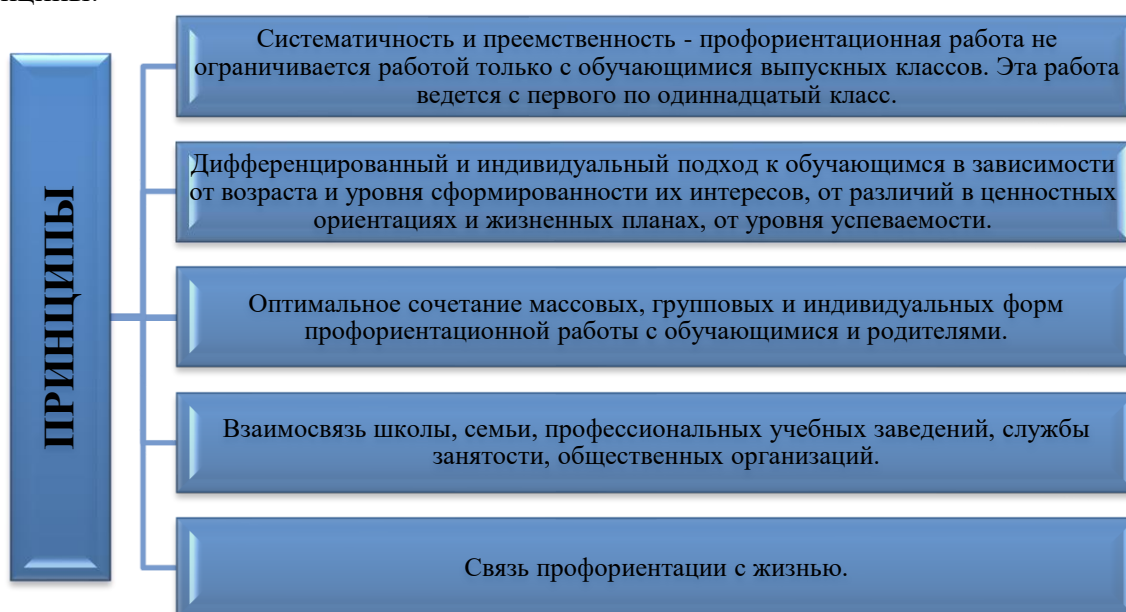 ПРИНЦИПЫ
Систематичность и преемственность - профориентационная работа не
ограничивается работой только с обучающимися выпускных классов. Эта работа
ведется с первого по одиннадцатый класс.
Дифференцированный и индивидуальный подход к обучающимся в зависимости
от возраста и уровня сформированности их интересов, от различий в ценностных
ориентациях и жизненных планах, от уровня успеваемости.
Оптимальное сочетание массовых, групповых и индивидуальных форм
профориентационной работы с обучающимися и родителями.
Взаимосвязь школы, семьи, профессиональных учебных заведений, службы
занятости, общественных организаций.
Связь профориентации с жизнью.